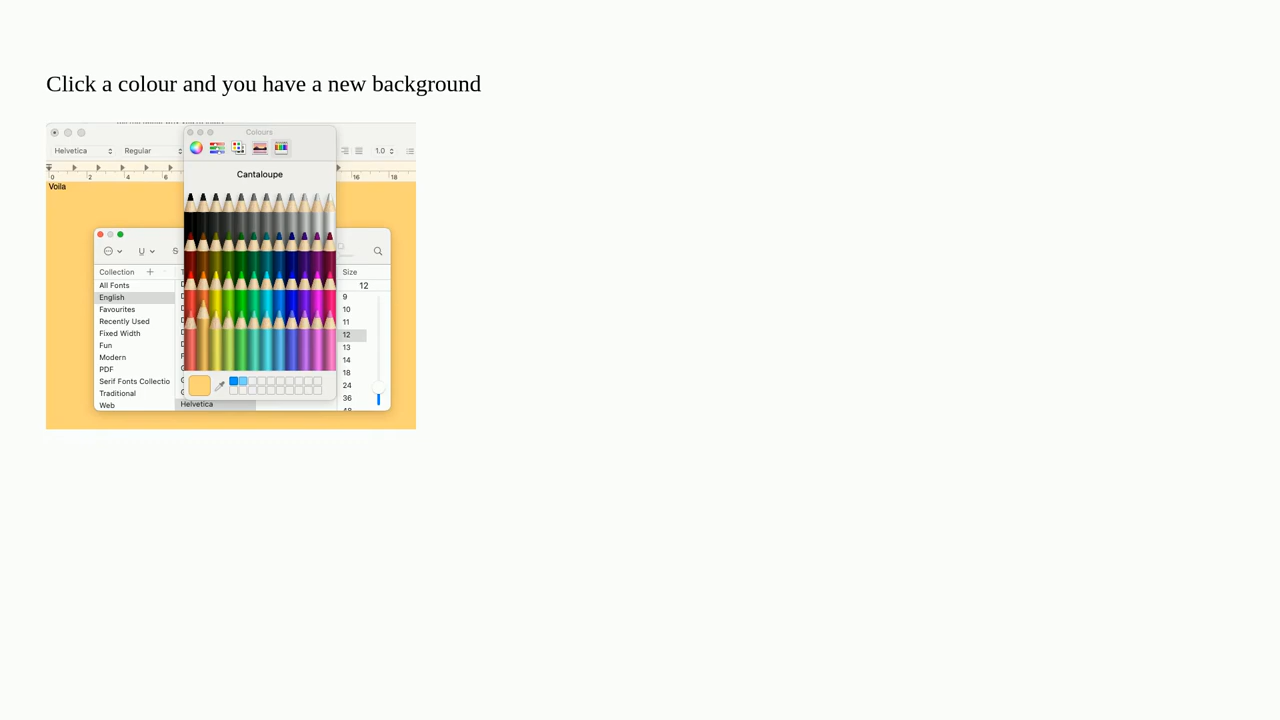 Click a colour and you have a new background
Colours
Helvetica
Regular
1.0
Cantaloupe
0 2 4 6 16 18
Voila
Collection
Size
12
All Fonts
English
Favourites
Recently Used
Fixed Width
Fun
Modern
PDF
Serif Fonts Collectio
Traditional
Web
9
10
11
12
13
14
18
24
36
48
Helvetica